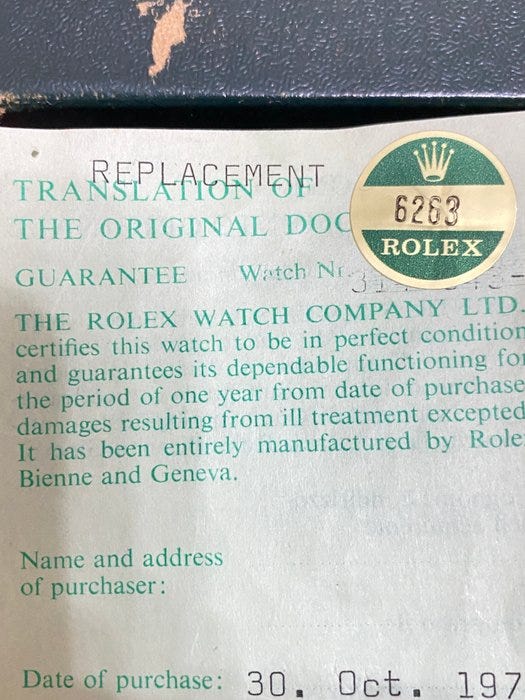 REPLACEMENT
TRANSLATION OF
THE ORIGINAL DOC
6263
ROLEX
GUARANTEE Watch Nr.
THE ROLEX WATCH COMPANY LTD.
certifies this watch to be in perfect condition
and guarantees its dependable functioning for
the period of one year from date of purchase
damages resulting from ill treatment excepted
It has been entirely manufactured by Role
Bienne and Geneva.
Name and address
of purchaser:
Date of purchase: 30. Oct. 197